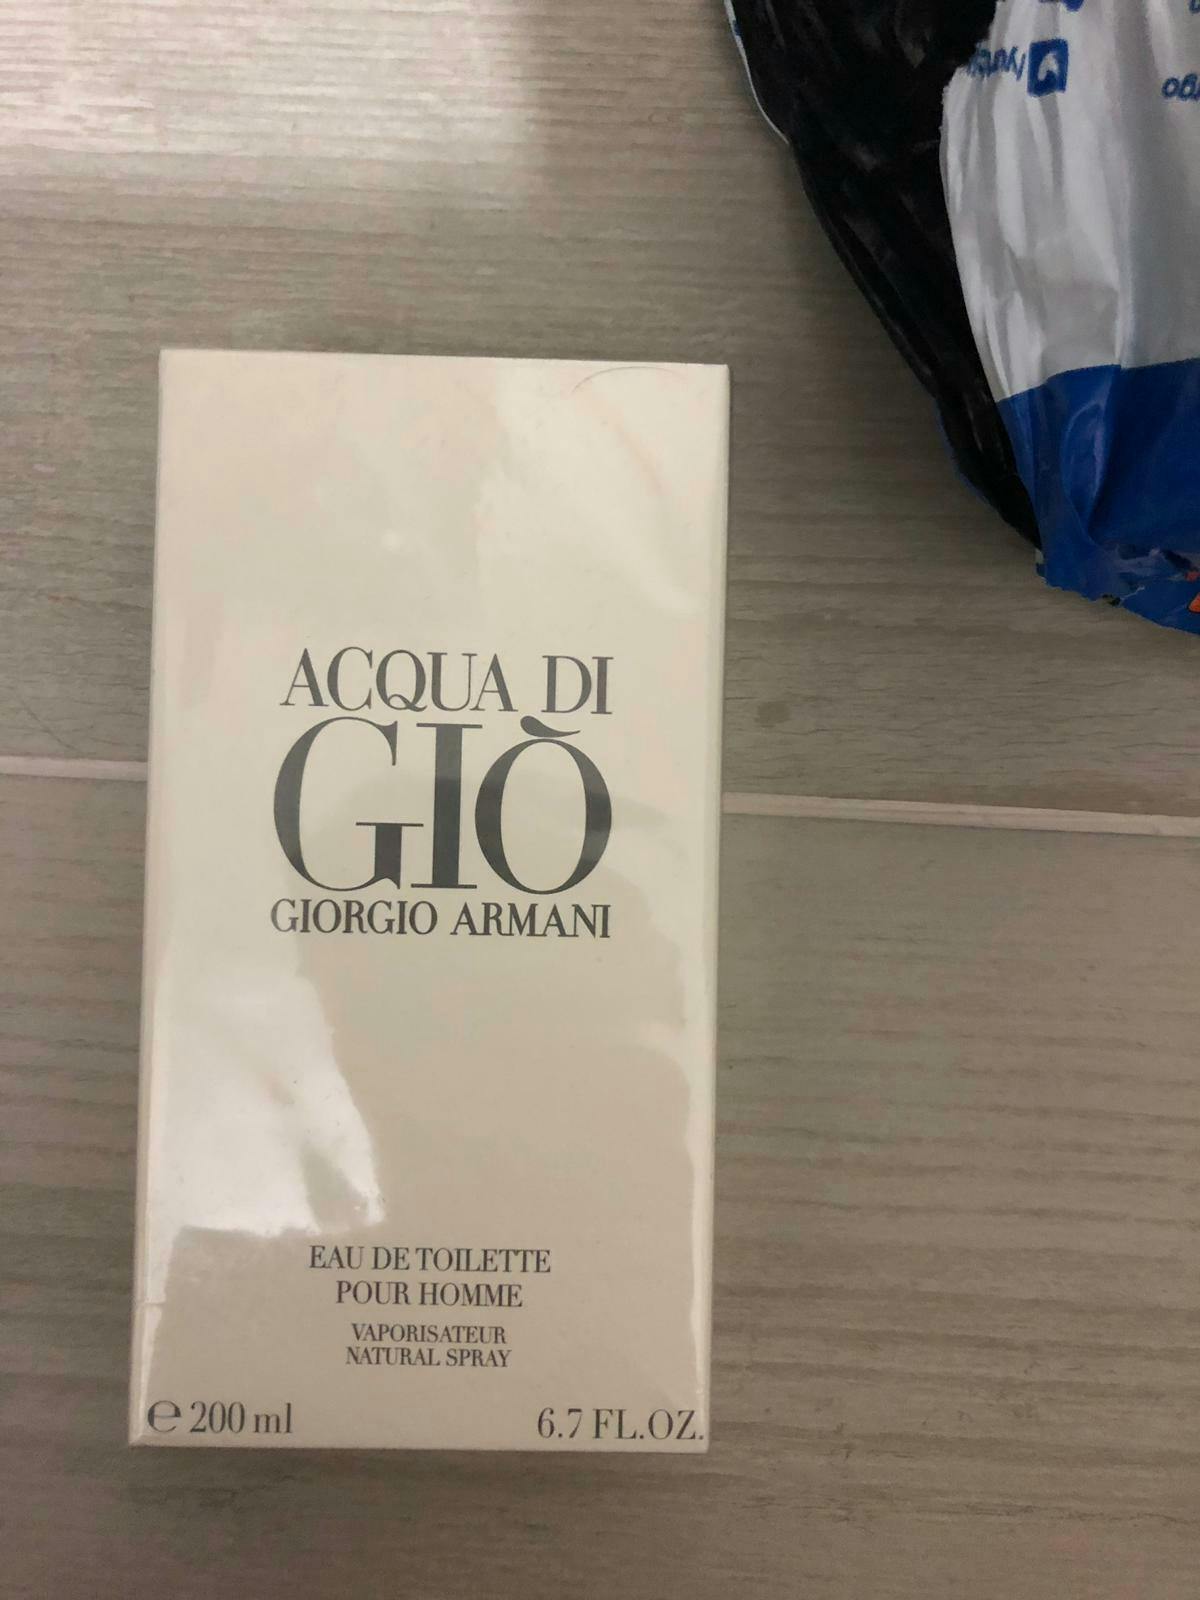 ACQUA DI
GIÒ
GIORGIO ARMANI
EAU DE TOILETTE
POUR HOMME
VAPORISATEUR
NATURAL SPRAY
℮ 200 ml
6.7 FL.OZ.